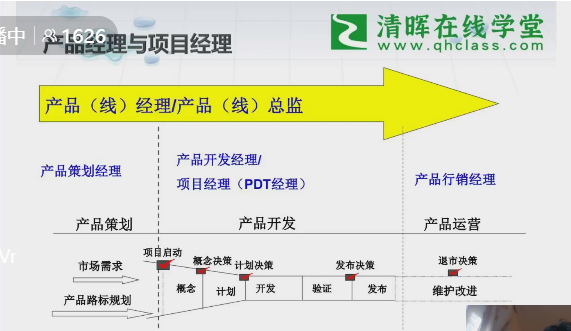 播中 1626
产品经理与项目经理
清晖在线学堂
www.qhclass.com
产品（线）经理/产品（线）总监
产品策划经理
产品开发经理/
项目经理（PDT经理）
产品行销经理
产品策划
产品开发
产品运营
项目启动
概念决策
计划决策
发布决策
退市决策
市场需求
概念
计划
开发
验证
发布
维护改进
产品路标规划